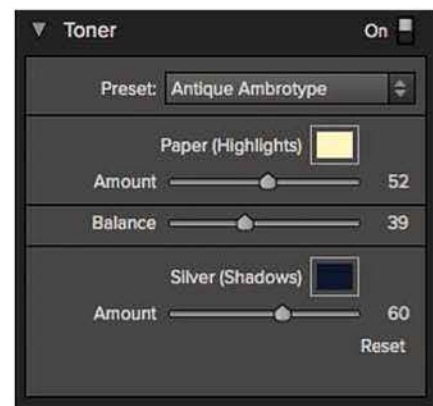 Toner On
Preset: Antique Ambrotype
Paper (Highlights)
Amount 52
Balance 39
Silver (Shadows)
Amount 60
Reset